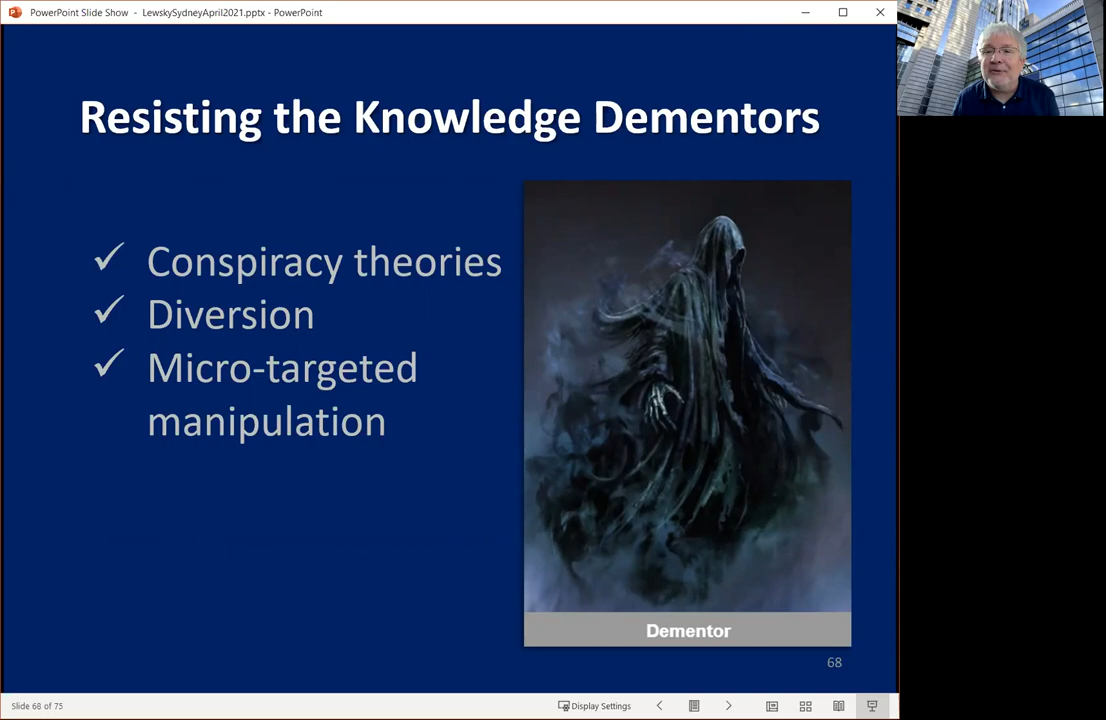 PowerPoint Slide Show - LewskySydneyApril2021.pptx - PowerPoint
Resisting the Knowledge Dementors
✓ Conspiracy theories
✓ Diversion
✓ Micro-targeted
manipulation
Dementor
68
Slide 68 of 75
Display Settings